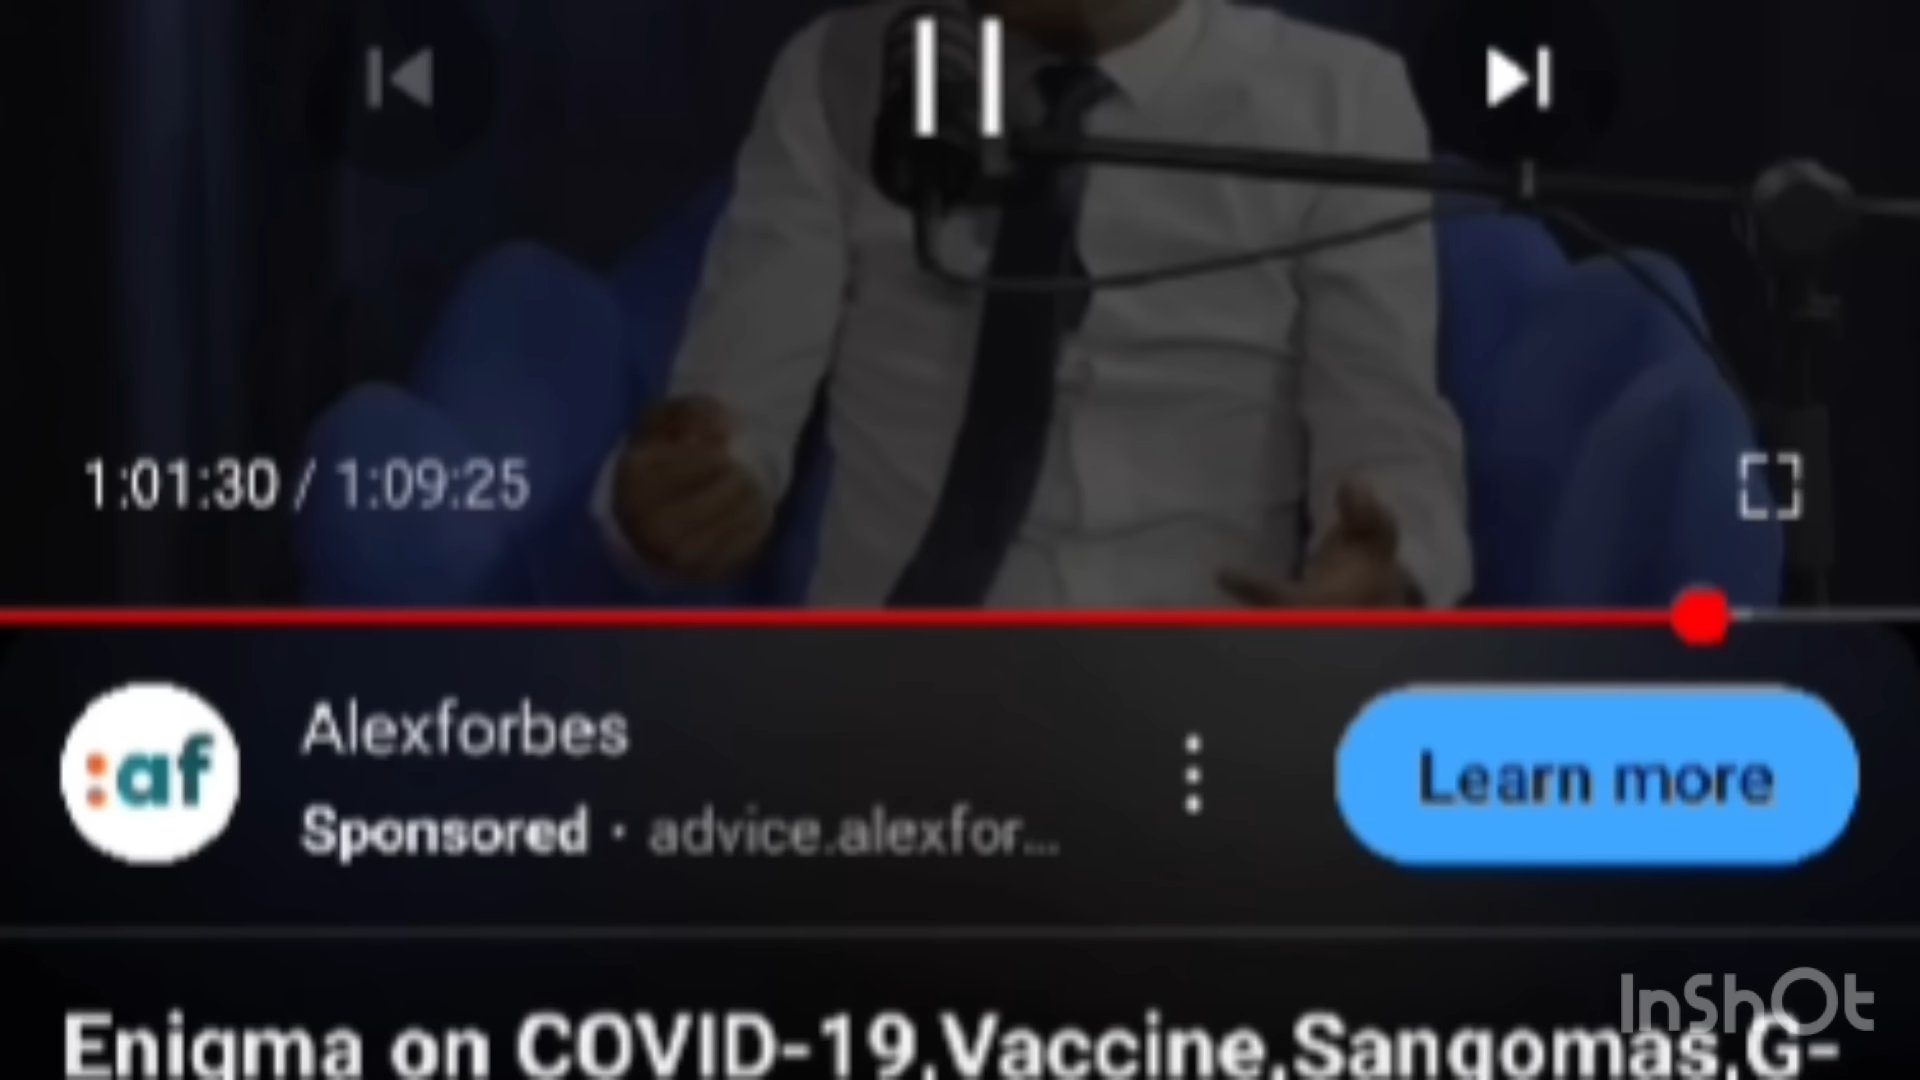 1:01:30 / 1:09:25
:af
Alexforbes
Sponsored · advice.alexfor...
Learn more
InShOt
Enigma on COVID-19,Vaccine,Sangomas,G-